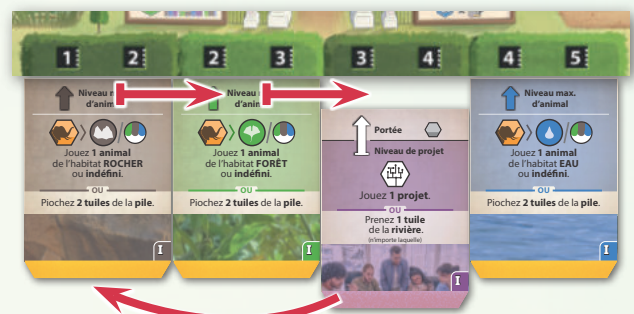 1 2
2 3
3 4
4 5
Niveau
d'animal
Jouez 1 animal
de l'habitat ROCHER
ou indéfini.
OU
Piochez 2 tuiles de la pile.
I
Niveau
d'animal
Jouez 1 animal
de l'habitat FORÊT
ou indéfini.
OU
Piochez 2 tuiles de la pile.
I
Portée
Niveau de projet
Jouez 1 projet.
OU
Prenez 1 tuile
de la rivière.
(n'importe laquelle)
I
Niveau max.
d'animal
Jouez 1 animal
de l'habitat EAU
ou indéfini.
OU
Piochez 2 tuiles de la pile.
I